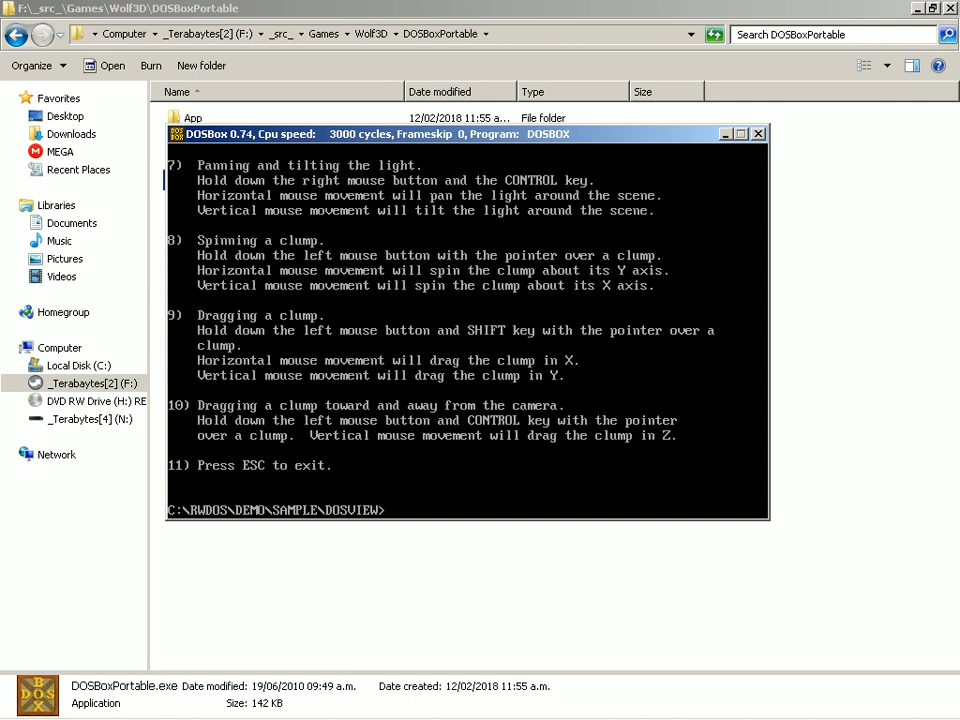 F:\_src_\Games\Wolf3D\DOSBoxPortable
Computer _Terabaytes[2] (F:) _src_ Games Wolf3D DOSBoxPortable Search DOSBoxPortable
Organize Open Burn New folder
Name Date modified Type Size
App 12/02/2018 11:55 a... File folder
Favorites
Desktop
Downloads
MEGA
Recent Places
Libraries
Documents
Music
Pictures
Videos
Homegroup
Computer
Local Disk (C:)
_Terabaytes[2] (F:)
DVD RW Drive (H:) RE
_Terabytes[4] (N:)
Network
DOSBox 0.74, Cpu speed: 3000 cycles, Frameskip 0, Program: DOSBOX
7) Panning and tilting the light.
Hold down the right mouse button and the CONTROL key.
Horizontal mouse movement will pan the light around the scene.
Vertical mouse movement will tilt the light around the scene.
8) Spinning a clump.
Hold down the left mouse button with the pointer over a clump.
Horizontal mouse movement will spin the clump about its Y axis.
Vertical mouse movement will spin the clump about its X axis.
9) Dragging a clump.
Hold down the left mouse button and SHIFT key with the pointer over a
clump.
Horizontal mouse movement will drag the clump in X.
Vertical mouse movement will drag the clump in Y.
10) Dragging a clump toward and away from the camera.
Hold down the left mouse button and CONTROL key with the pointer
over a clump. Vertical mouse movement will drag the clump in Z.
11) Press ESC to exit.
C:\RWDOS\DEMO\SAMPLE\DOSVIEW>
DOS
BOX
DOSBoxPortable.exe Date modified: 19/06/2010 09:49 a.m. Date created: 12/02/2018 11:55 a.m.
Application Size: 142 KB